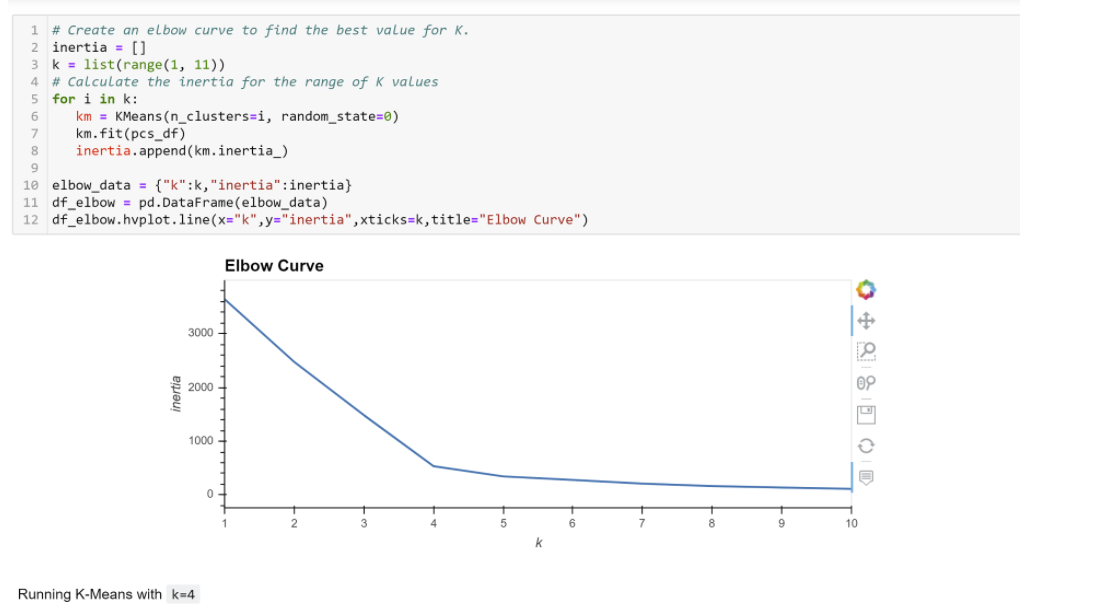 1 # Create an elbow curve to find the best value for K.
2 inertia = []
3 k = list(range(1, 11))
4 # Calculate the inertia for the range of K values
5 for i in k:
6 km = KMeans(n_clusters=i, random_state=0)
7 km.fit(pcs_df)
8 inertia.append(km.inertia_)
9
10 elbow_data = {"k":k,"inertia":inertia}
11 df_elbow = pd.DataFrame(elbow_data)
12 df_elbow.hvplot.line(x="k",y="inertia",xticks=k,title="Elbow Curve")
Elbow Curve
3000
2000
1000
0
inertia
1 2 3 4 5 6 7 8 9 10
k
Running K-Means with k=4